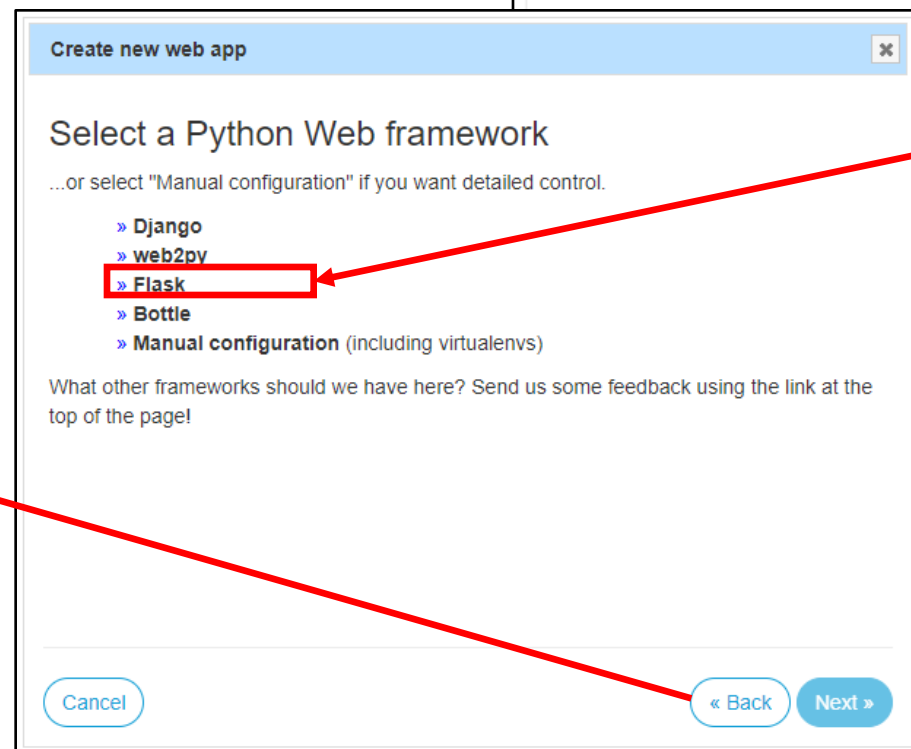 Create new web app
Select a Python Web framework
...or select "Manual configuration" if you want detailed control.
» Django
» web2py
» Flask
» Bottle
» Manual configuration (including virtualenvs)
What other frameworks should we have here? Send us some feedback using the link at the
top of the page!
Cancel
« Back
Next »